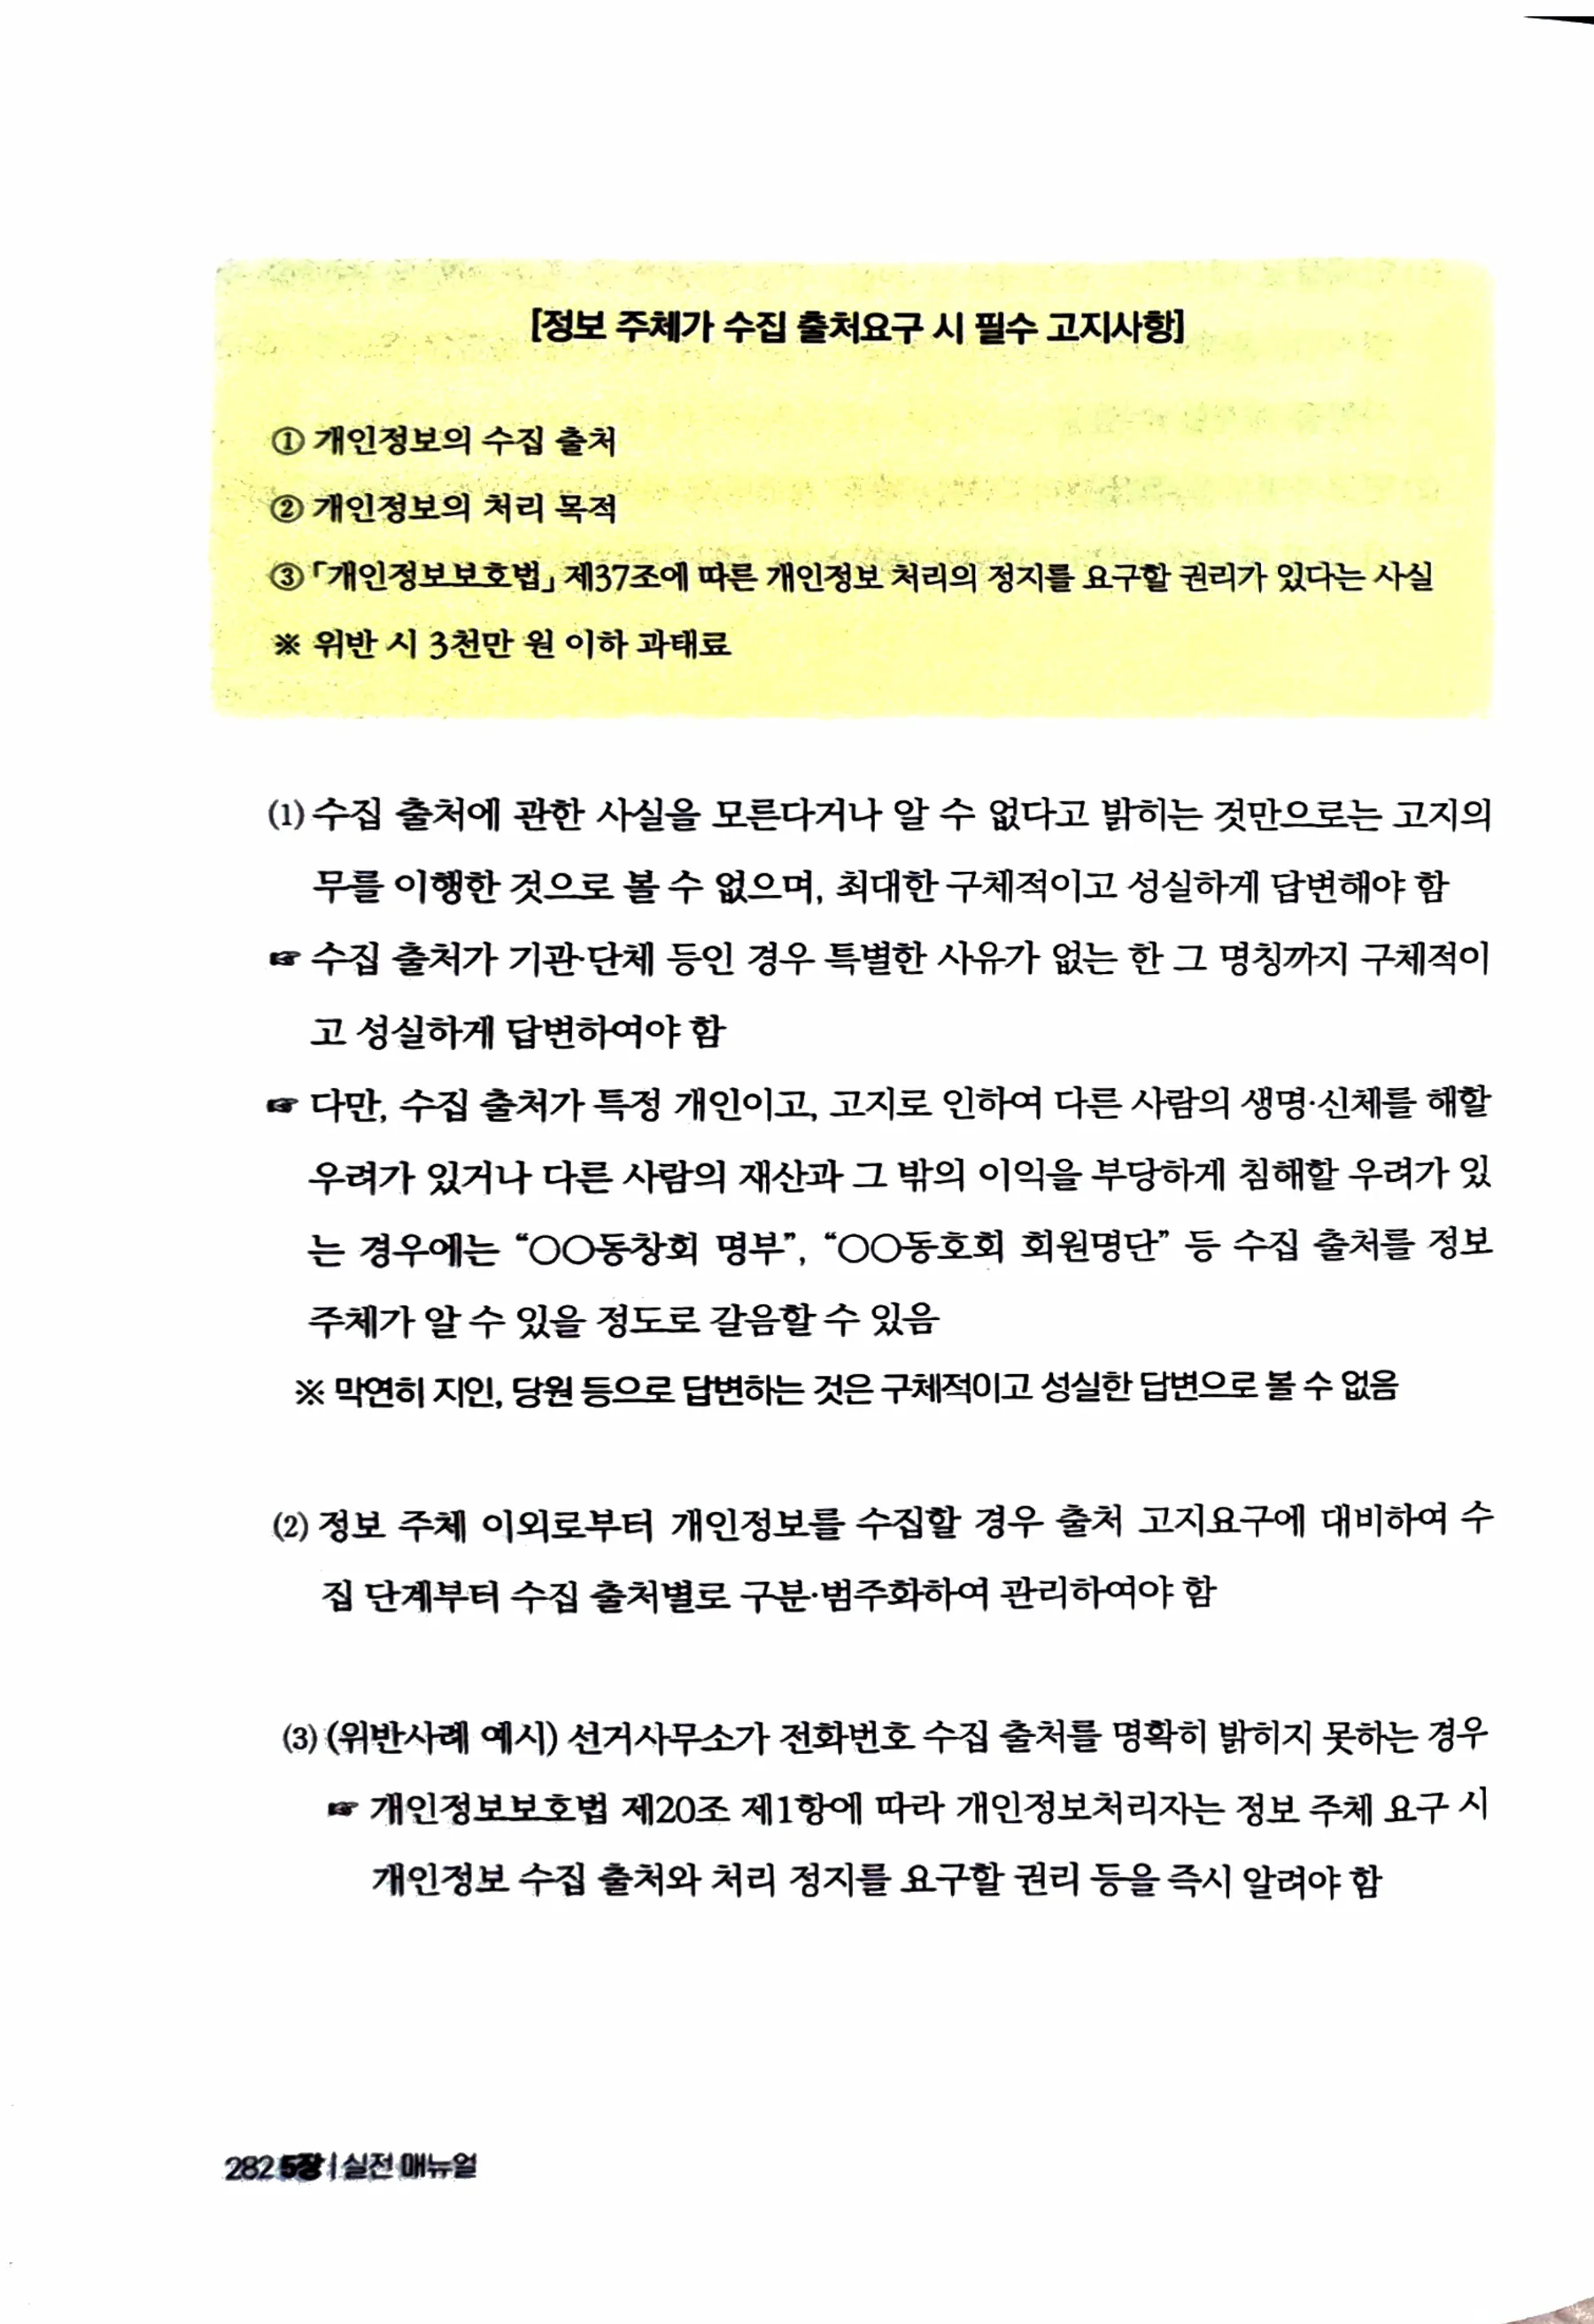 [정보 주체가 수집 출처요구 시 필수 고지사항]
① 개인정보의 수집 출처
② 개인정보의 처리 목적
③ 「개인정보보호법」 제37조에 따른 개인정보 처리의 정지를 요구할 권리가 있다는 사실
※ 위반 시 3천만 원 이하 과태료
(1) 수집 출처에 관한 사실을 모른다거나 알 수 없다고 밝히는 것만으로는 고지의
무를 이행한 것으로 볼 수 없으며, 최대한 구체적이고 성실하게 답변해야 함
☞ 수집 출처가 기관·단체 등인 경우 특별한 사유가 없는 한 그 명칭까지 구체적이
고 성실하게 답변하여야 함
☞ 다만, 수집 출처가 특정 개인이고, 고지로 인하여 다른 사람의 생명·신체를 해할
우려가 있거나 다른 사람의 재산과 그 밖의 이익을 부당하게 침해할 우려가 있
는 경우에는 “○○동창회 명부”, “○○동호회 회원명단” 등 수집 출처를 정보
주체가 알 수 있을 정도로 갈음할 수 있음
※ 막연히 지인, 당원 등으로 답변하는 것은 구체적이고 성실한 답변으로 볼 수 없음
(2) 정보 주체 이외로부터 개인정보를 수집할 경우 출처 고지요구에 대비하여 수
집 단계부터 수집 출처별로 구분·범주화하여 관리하여야 함
(3) (위반사례 예시) 선거사무소가 전화번호 수집 출처를 명확히 밝히지 못하는 경우
☞ 개인정보보호법 제20조 제1항에 따라 개인정보처리자는 정보 주체 요구 시
개인정보 수집 출처와 처리 정지를 요구할 권리 등을 즉시 알려야 함
282 5장 | 실전 매뉴얼